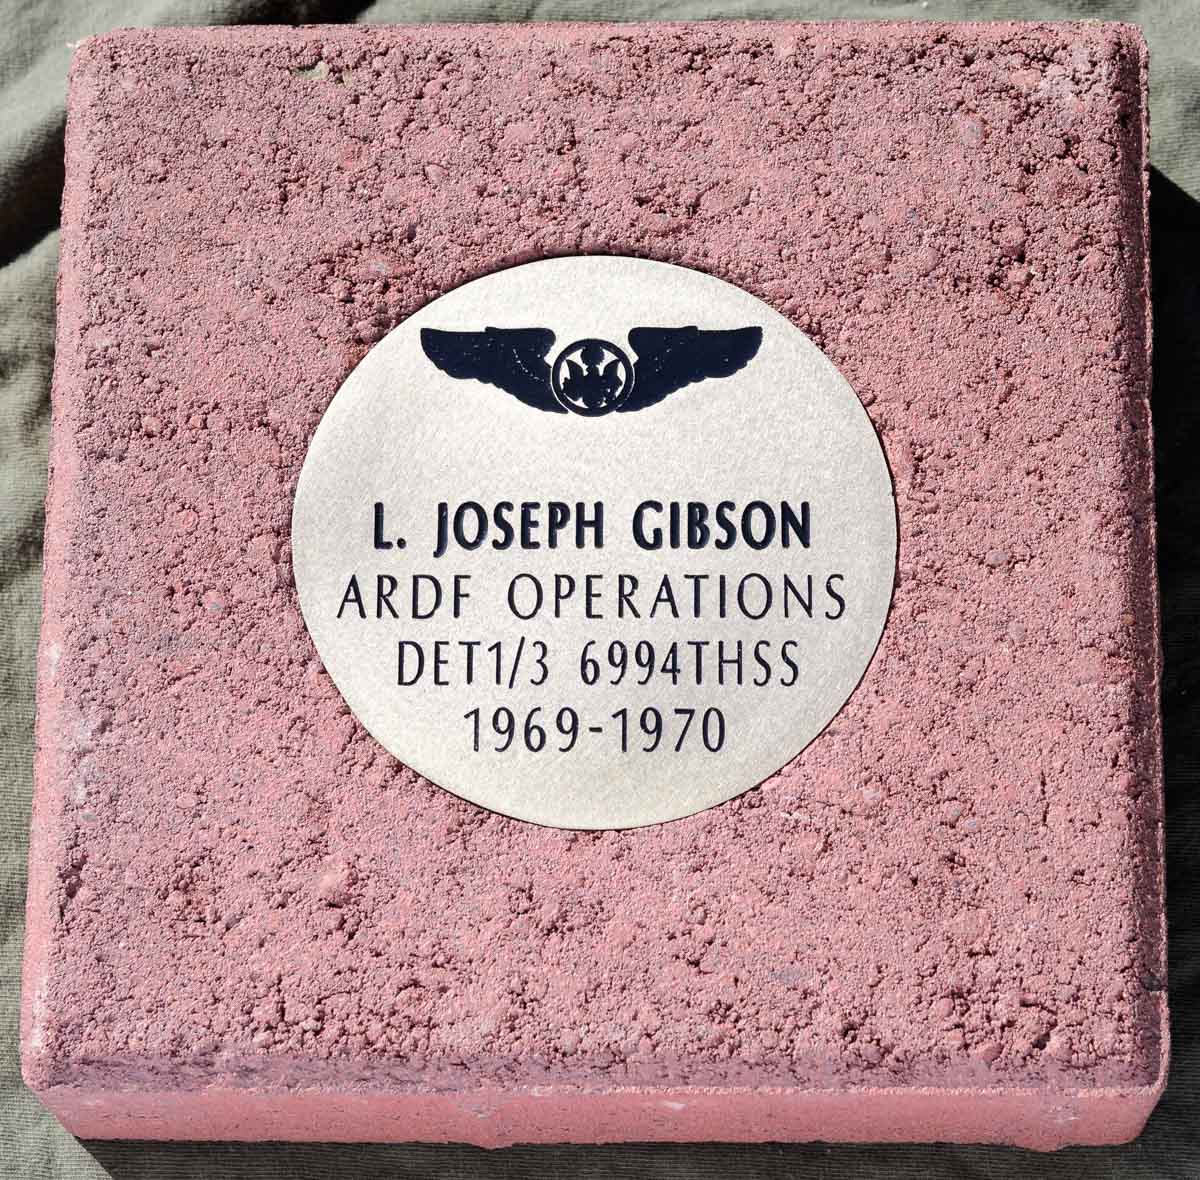 L. JOSEPH GIBSON
ARDF OPERATIONS
DET1/3 6994THSS
1969-1970